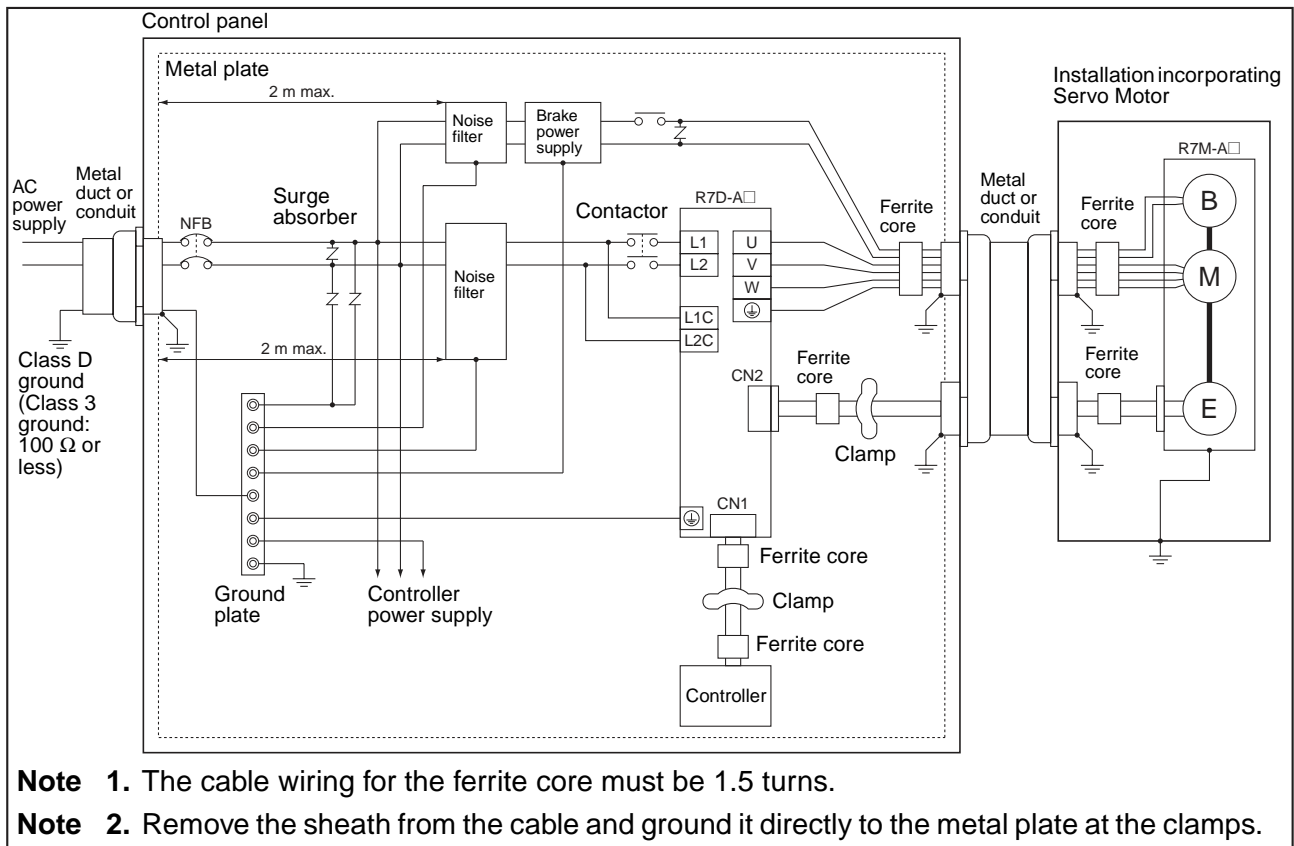 Control panel
Metal plate
2 m max.
Noise
filter
Brake
power
supply
Installation incorporating
Servo Motor
R7M-A□
AC
power
supply
Metal
duct or
conduit
NFB
Surge
absorber
Contactor
R7D-A□
Ferrite
core
Metal
duct or
conduit
Ferrite
core
B
L1
U
L2
V
Noise
filter
W
M
L1C
L2C
2 m max.
Class D
ground
(Class 3
ground:
100 Ω or
less)
CN2
Ferrite
core
Ferrite
core
E
Clamp
CN1
Ferrite core
Ground
plate
Controller
power supply
Clamp
Ferrite core
Controller
Note 1. The cable wiring for the ferrite core must be 1.5 turns.
Note 2. Remove the sheath from the cable and ground it directly to the metal plate at the clamps.